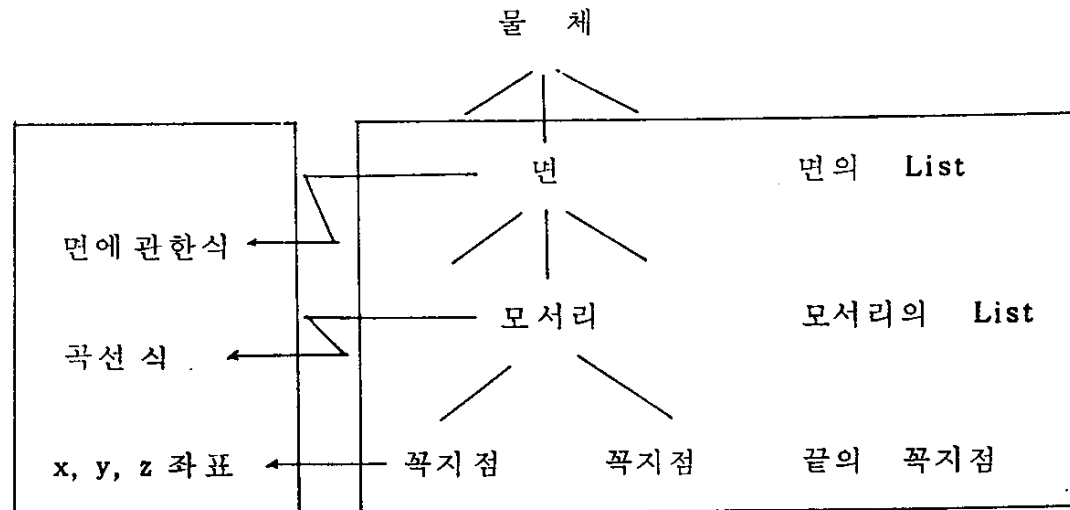 물 체
면 면의 List
면에 관한식
모서리 모서리의 List
곡선 식
x, y, z 좌표 꼭지점 꼭지점 끝의 꼭지점